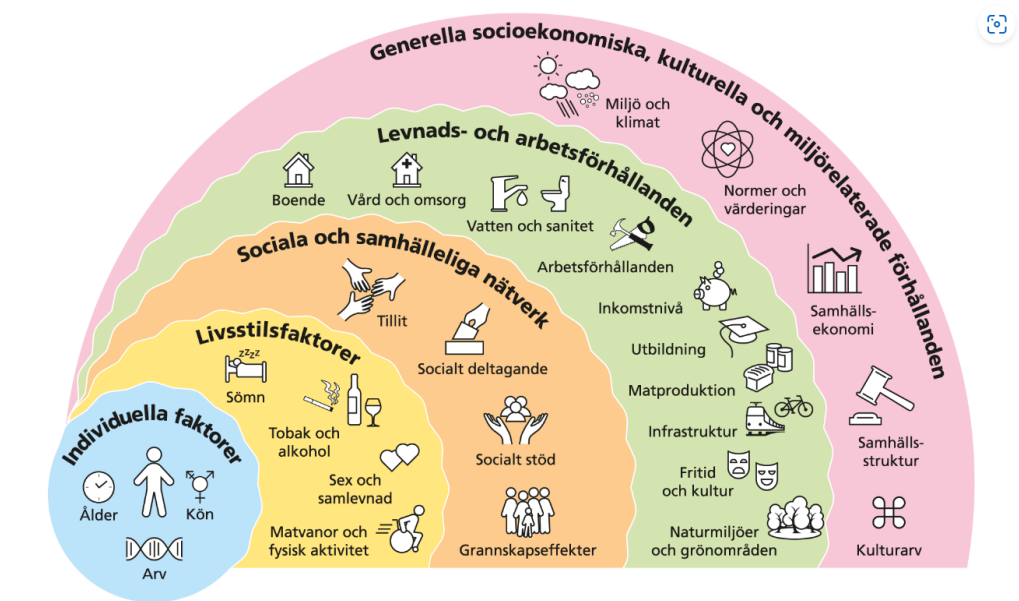 Generella socioekonomiska, kulturella och miljörelaterade förhållanden
Miljö och
klimat
Normer och
värderingar
Samhälls-
ekonomi
Samhälls-
struktur
Kulturarv
Levnads- och arbetsförhållanden
Boende
Vård och omsorg
Vatten och sanitet
Arbetsförhållanden
Inkomstnivå
Utbildning
Matproduktion
Infrastruktur
Fritid
och kultur
Naturmiljöer
och grönområden
Sociala och samhälleliga nätverk
Tillit
Socialt deltagande
Socialt stöd
Grannskapseffekter
Livsstilsfaktorer
zzzz
Sömn
Tobak och
alkohol
Sex och
samlevnad
Matvanor och
fysisk aktivitet
Individuella faktorer
Ålder
Kön
Arv